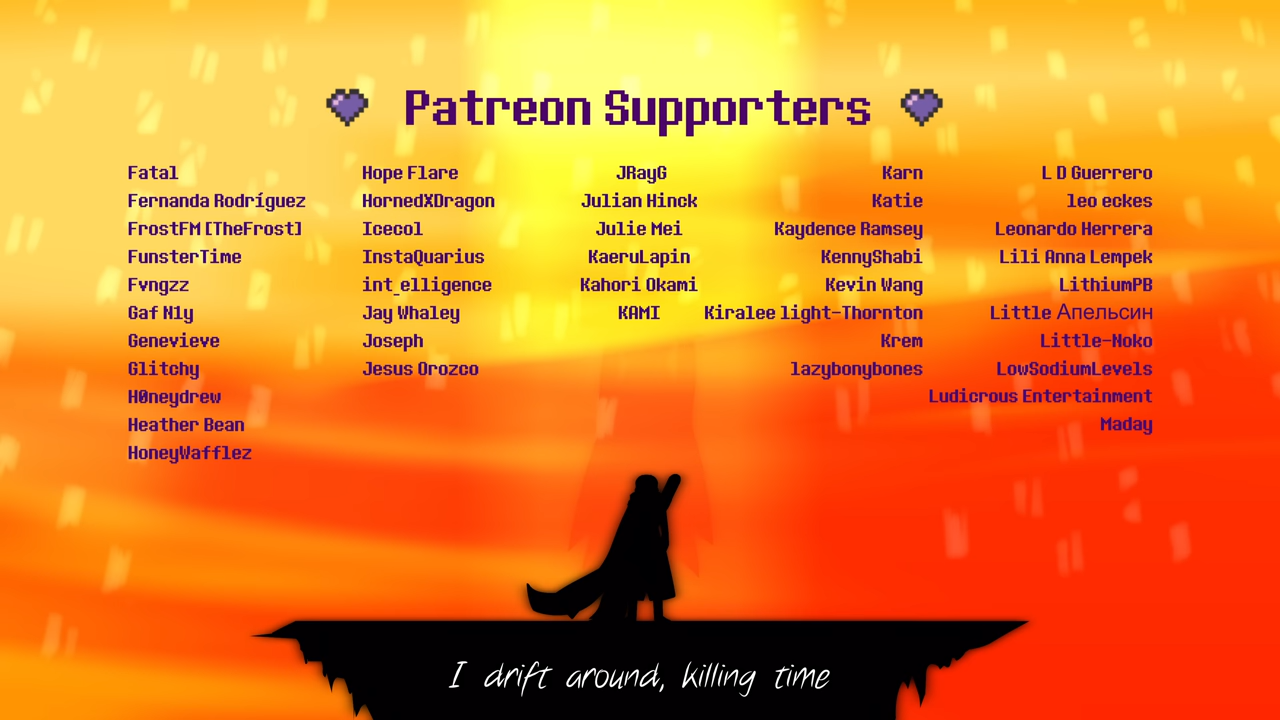 Patreon Supporters
Fatal
Fernanda Rodríguez
FrostFM [TheFrost]
FunsterTime
Fvngzz
Gaf N1y
Genevieve
Glitchy
H0neydrew
Heather Bean
HoneyWafflez
Hope Flare
HornedXDragon
Icecol
InstaQuarius
int_elligence
Jay Whaley
Joseph
Jesus Orozco
JRayG
Julian Hinck
Julie Mei
KaeruLapin
Kahori Okami
KAMI
Karn
Katie
Kaydence Ramsey
KennyShabi
Kevin Wang
Kiralee light-Thornton
Krem
lazybonybones
L D Guerrero
leo eckes
Leonardo Herrera
Lili Anna Lempek
LithiumPB
Little Апельсин
Little-Noko
LowSodiumLevels
Ludicrous Entertainment
Maday
I drift around, killing time